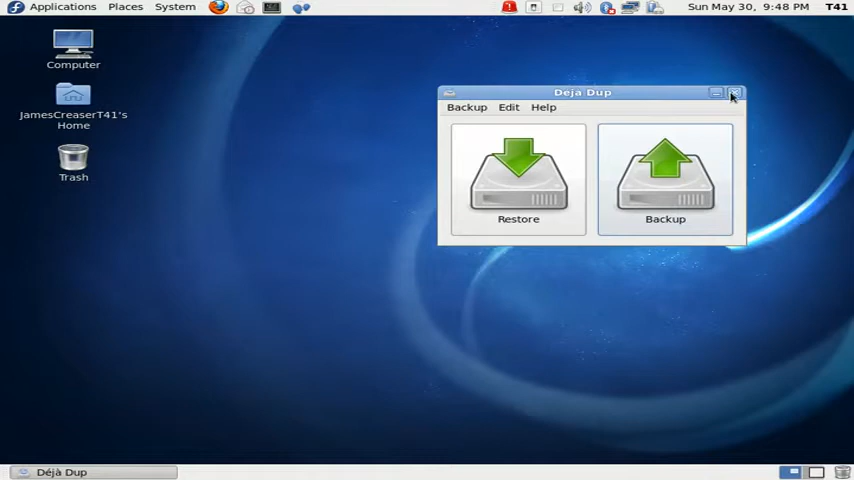 Applications Places System Sun May 30, 9:48 PM T41
Computer
JamesCreaserT41's
Home
Trash
Déjà Dup
Backup Edit Help
Restore Backup
Déjà Dup